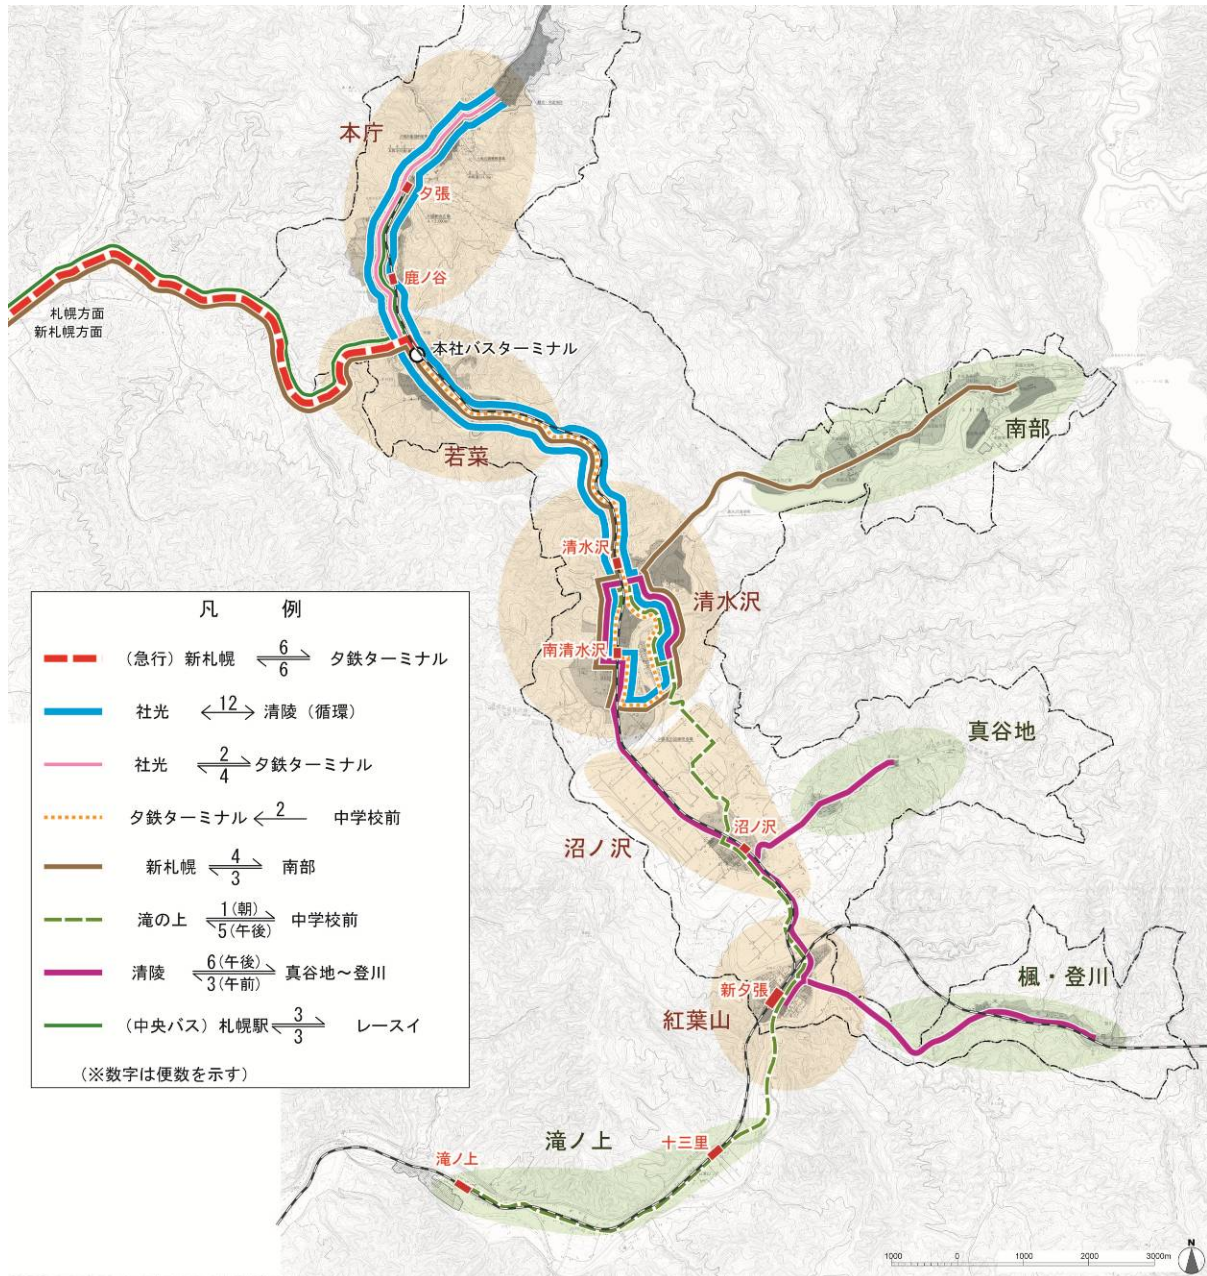 本庁
夕張
鹿ノ谷
札幌方面
新札幌方面
本社バスターミナル
若菜
南部
清水沢
清水沢
南清水沢
真谷地
沼ノ沢
沼ノ沢
楓・登川
新夕張
紅葉山
滝ノ上
十三里
滝ノ上
凡 例
(急行) 新札幌 6 6 夕鉄ターミナル
社光 12 清陵(循環)
社光 2 4 夕鉄ターミナル
夕鉄ターミナル 2 中学校前
新札幌 4 3 南部
滝の上 1(朝) 5(午後) 中学校前
清陵 6(午後) 3(午前) 真谷地~登川
(中央バス) 札幌駅 3 3 レースイ
(※数字は便数を示す)
1000 0 1000 2000 3000m
N